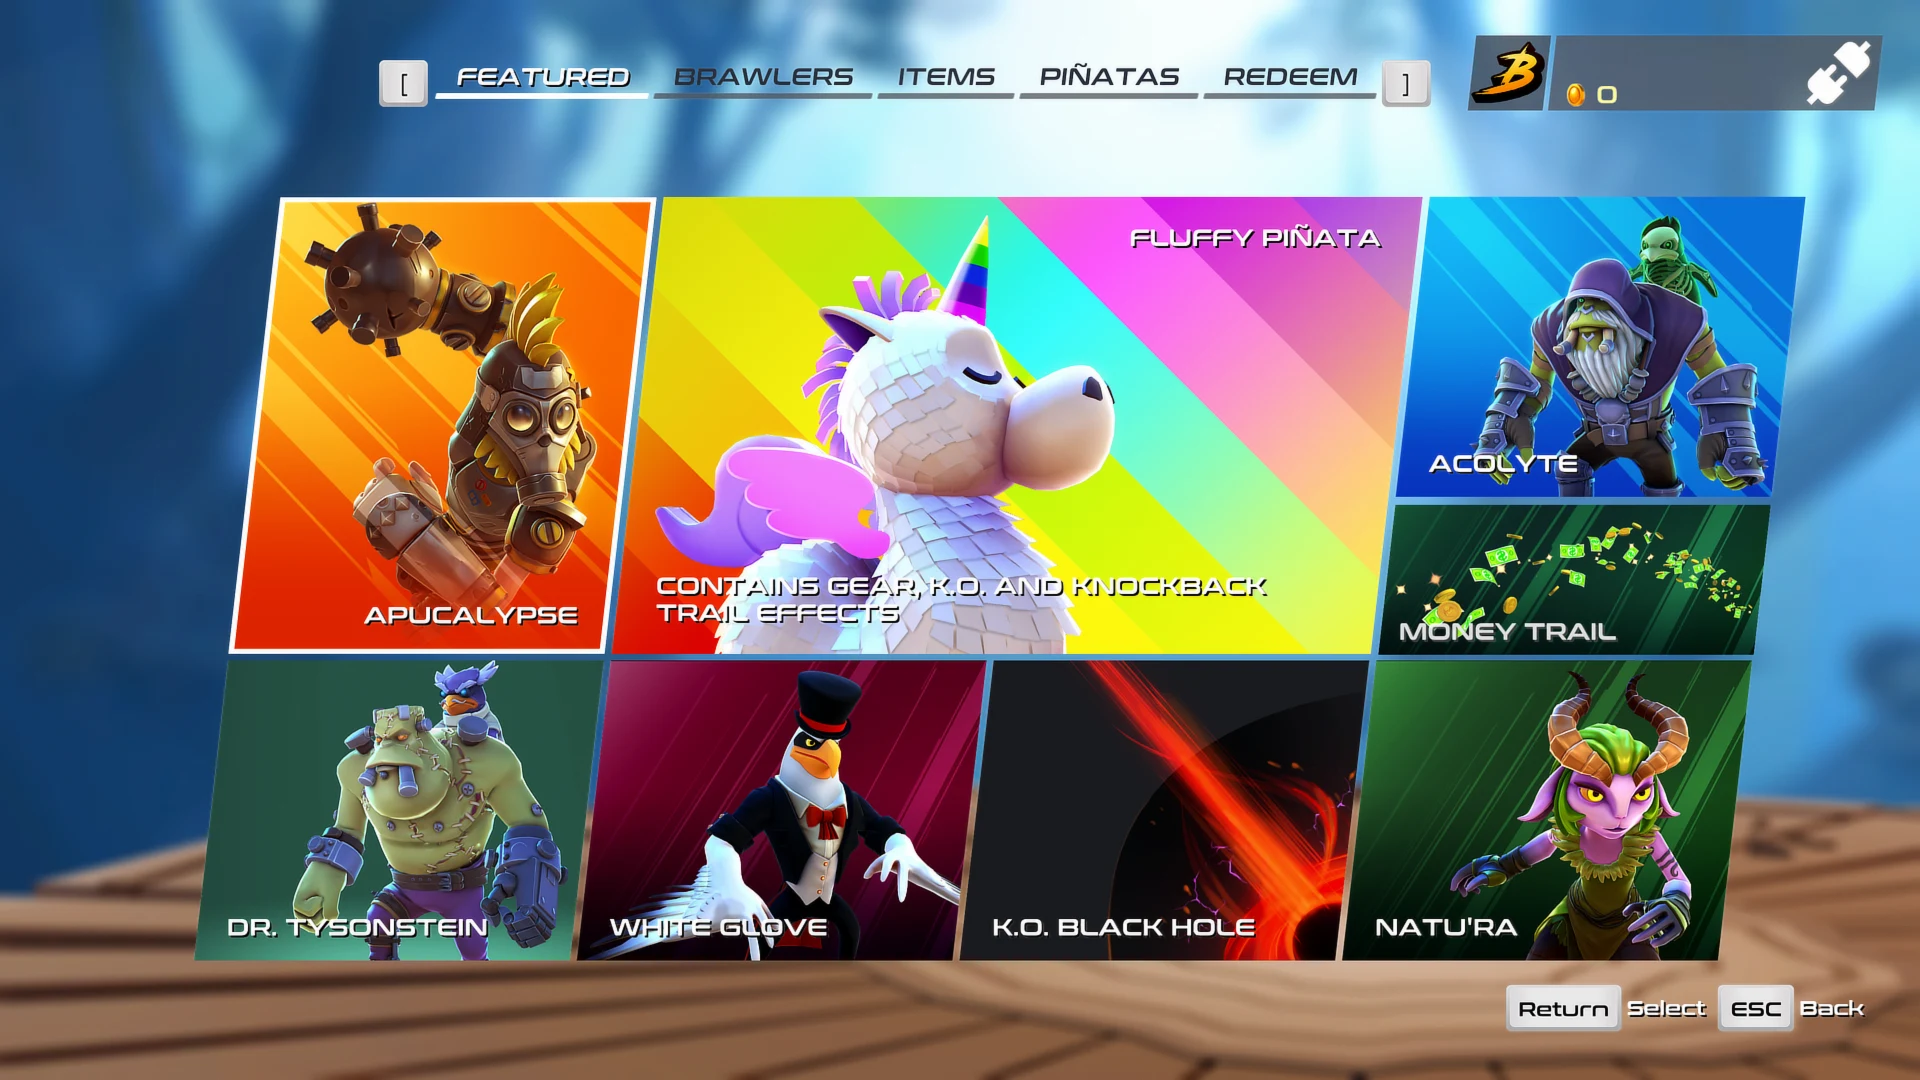 [
FEATURED
BRAWLERS
ITEMS
PIÑATAS
REDEEM
]
B
0
APUCALYPSE
FLUFFY PIÑATA
CONTAINS GEAR, K.O. AND KNOCKBACK
TRAIL EFFECTS
ACOLYTE
MONEY TRAIL
DR. TYSONSTEIN
WHITE GLOVE
K.O. BLACK HOLE
NATU'RA
Return Select ESC Back